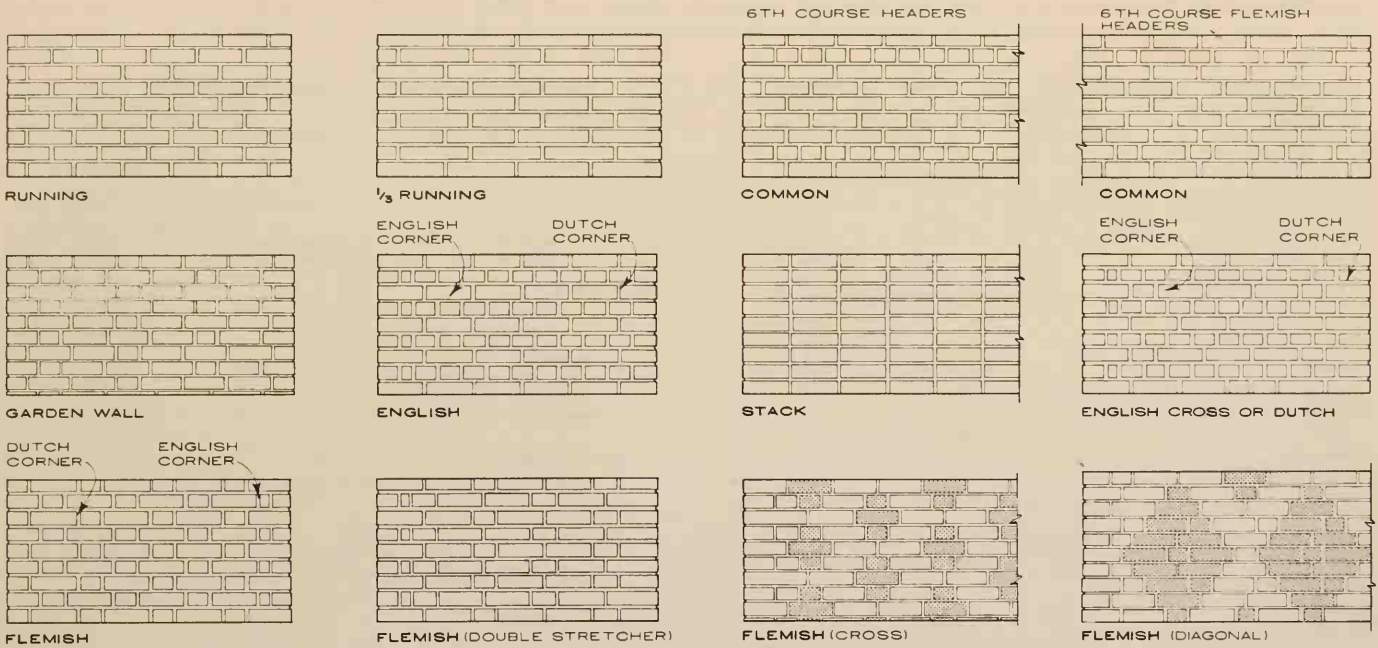 6TH COURSE HEADERS
6TH COURSE FLEMISH
HEADERS
RUNNING
1/3 RUNNING
COMMON
COMMON
ENGLISH
CORNER
DUTCH
CORNER
ENGLISH
CORNER
DUTCH
CORNER
GARDEN WALL
ENGLISH
STACK
ENGLISH CROSS OR DUTCH
DUTCH
CORNER
ENGLISH
CORNER
FLEMISH
FLEMISH (DOUBLE STRETCHER)
FLEMISH (CROSS)
FLEMISH (DIAGONAL)